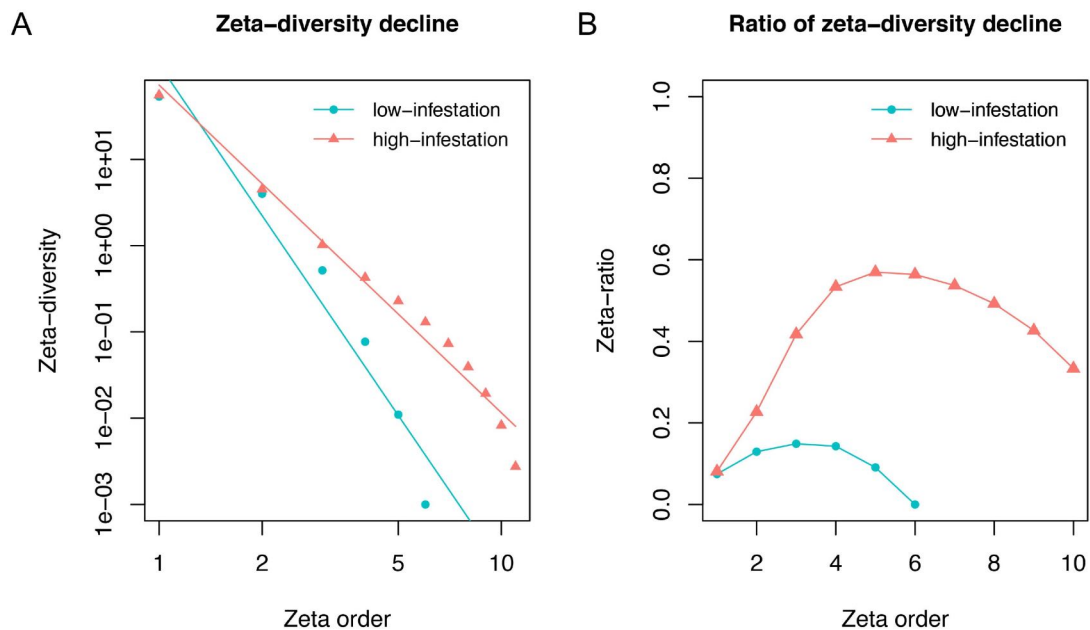 A
Zeta−diversity decline
low−infestation
high−infestation
Zeta−diversity
1e+01
1e+00
1e−01
1e−02
1e−03
1
2
5
10
Zeta order
B
Ratio of zeta−diversity decline
low−infestation
high−infestation
Zeta−ratio
1.0
0.8
0.6
0.4
0.2
0.0
2
4
6
8
10
Zeta order